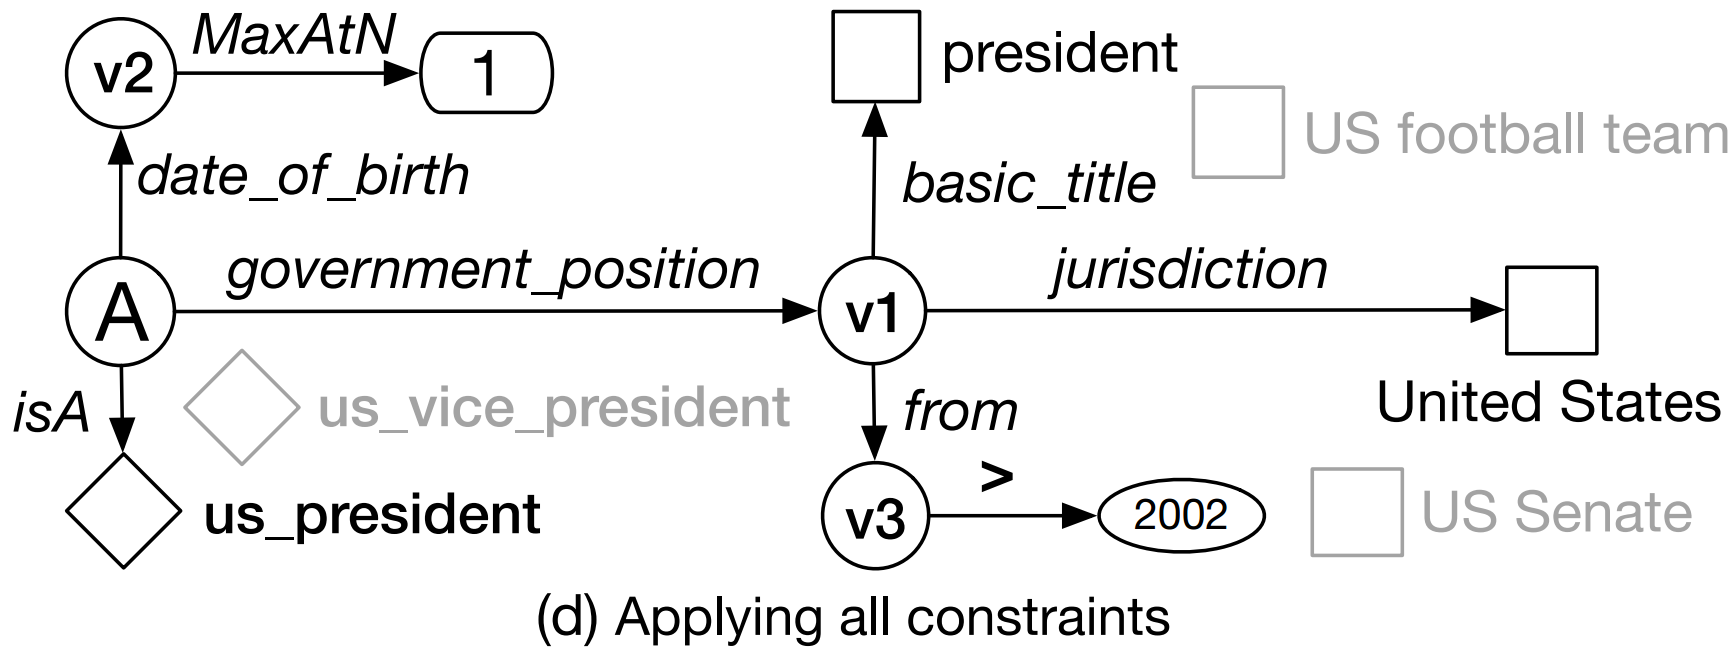 MaxAtN
v2
1
president
US football team
date_of_birth
basic_title
government_position
jurisdiction
A
v1
isA
us_vice_president
from
United States
>
us_president
v3
2002
US Senate
(d) Applying all constraints